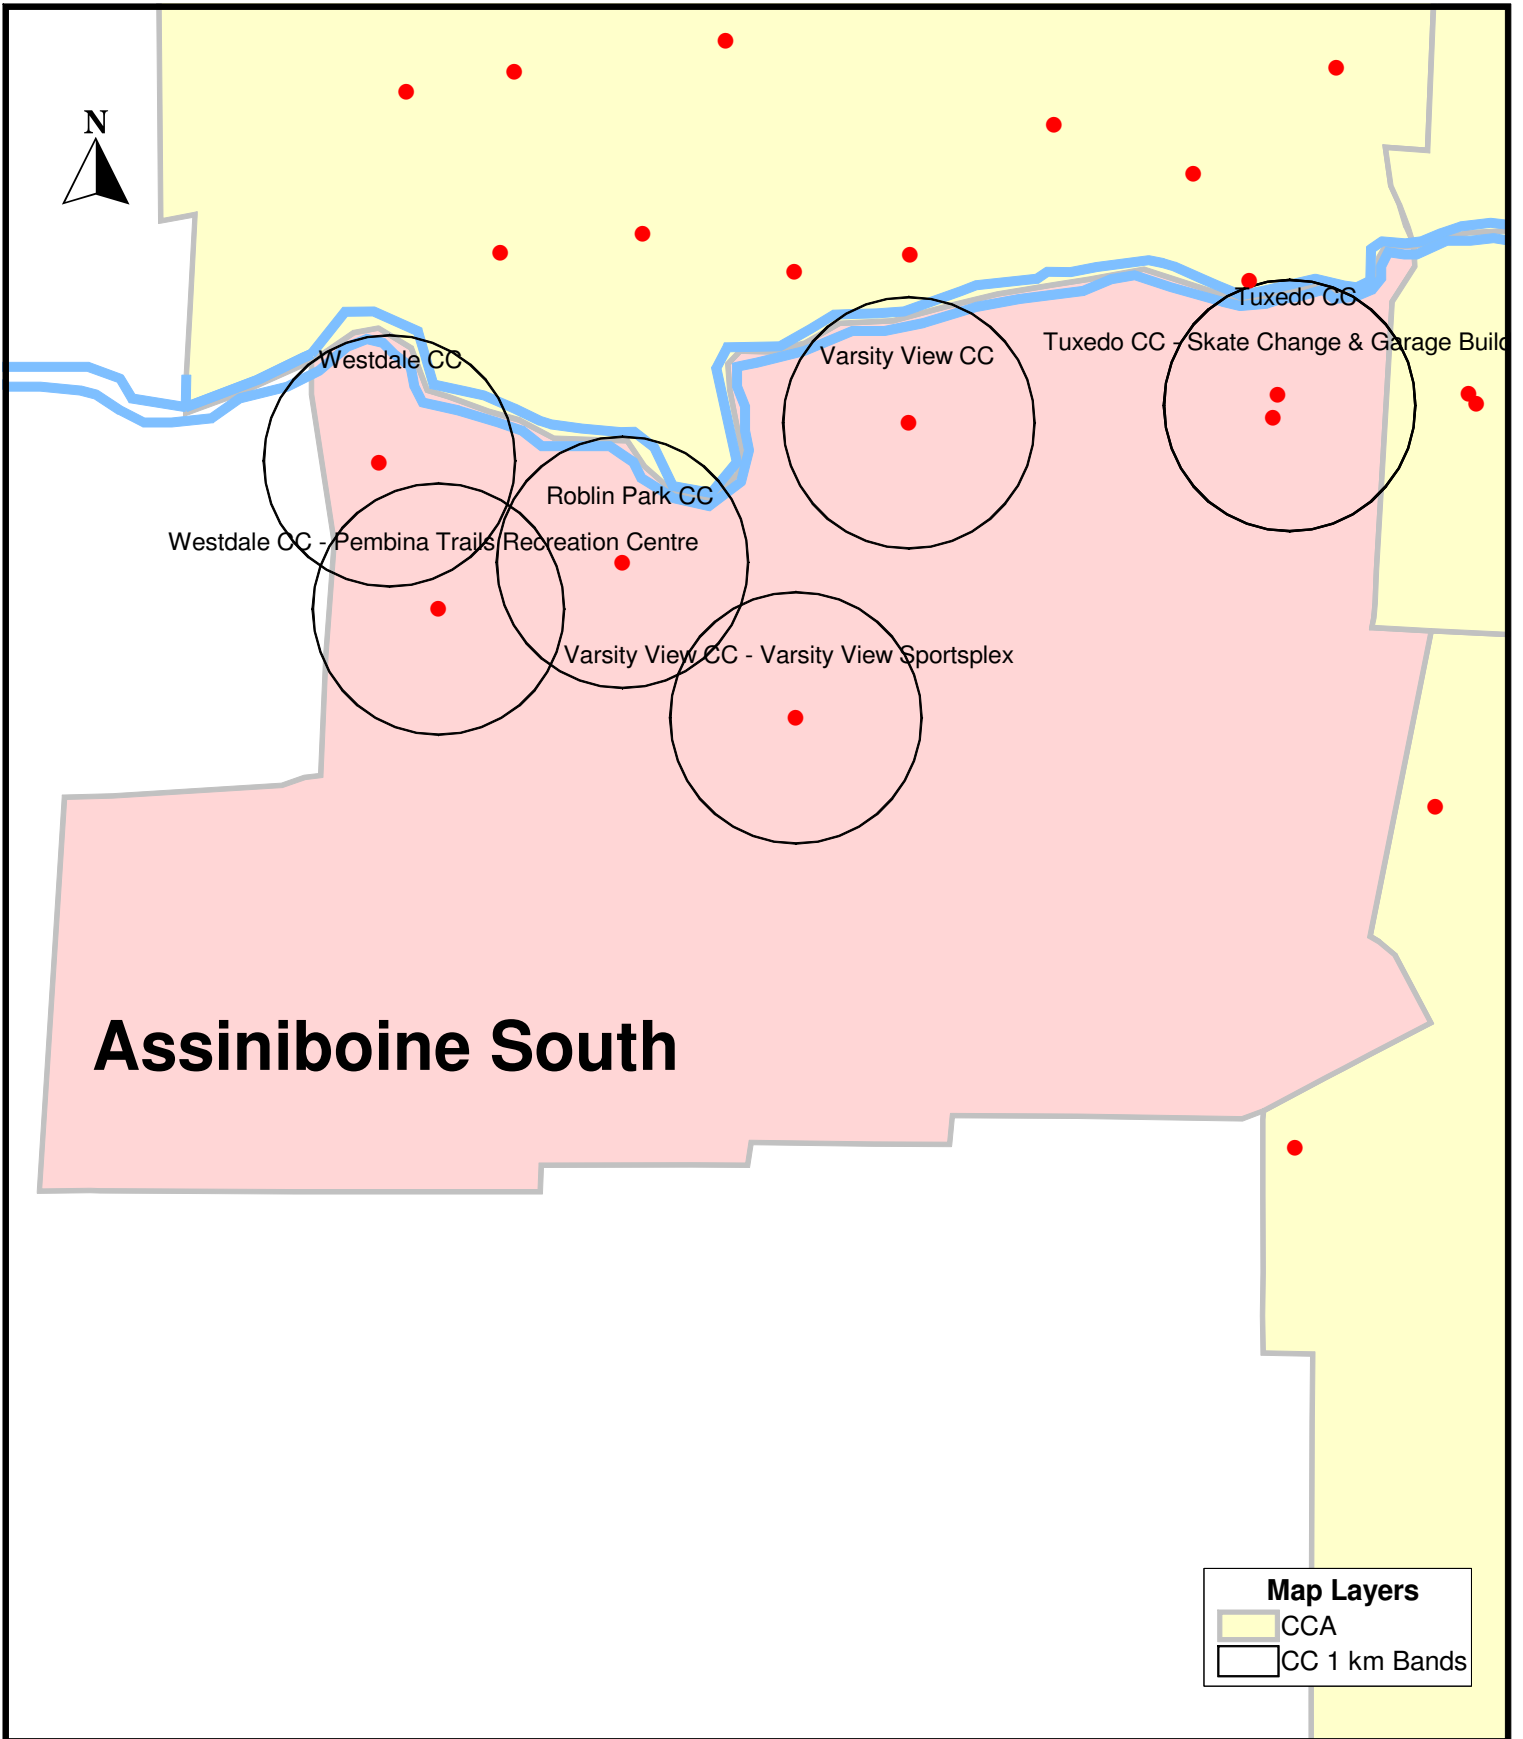 N
Tuxedo CC
Tuxedo CC - Skate Change & Garage Build
Varsity View CC
Westdale CC
Roblin Park CC
Westdale CC - Pembina Trails Recreation Centre
Varsity View CC - Varsity View Sportsplex
Assiniboine South
Map Layers
CCA
CC 1 km Bands